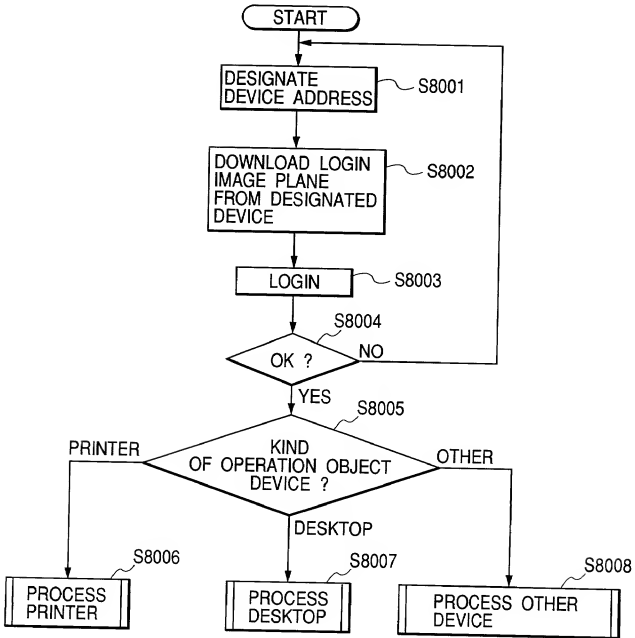 START
DESIGNATE
DEVICE ADDRESS
S8001
DOWNLOAD LOGIN
IMAGE PLANE
FROM DESIGNATED
DEVICE
S8002
LOGIN
S8003
S8004
OK ?
NO
YES
S8005
KIND
OF OPERATION OBJECT
DEVICE ?
PRINTER
OTHER
DESKTOP
S8006
PROCESS
PRINTER
S8007
PROCESS
DESKTOP
S8008
PROCESS OTHER
DEVICE